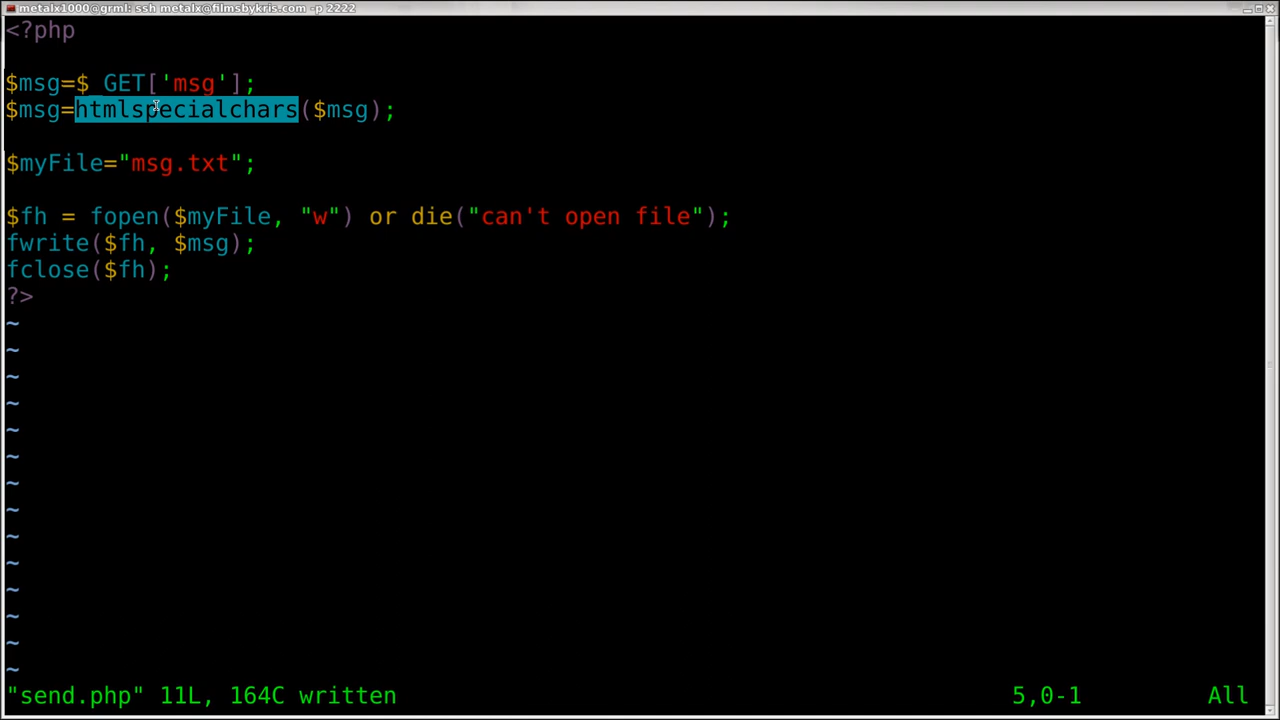 metalx1000@grml: ssh metalx@filmsbykris.com -p 2222
<?php
$msg=$_GET['msg'];
$msg=htmlspecialchars($msg);
$myFile="msg.txt";
$fh = fopen($myFile, "w") or die("can't open file");
fwrite($fh, $msg);
fclose($fh);
?>
~
~
~
~
~
~
~
~
~
~
~
~
~
~
"send.php" 11L, 164C written 5,0-1 All